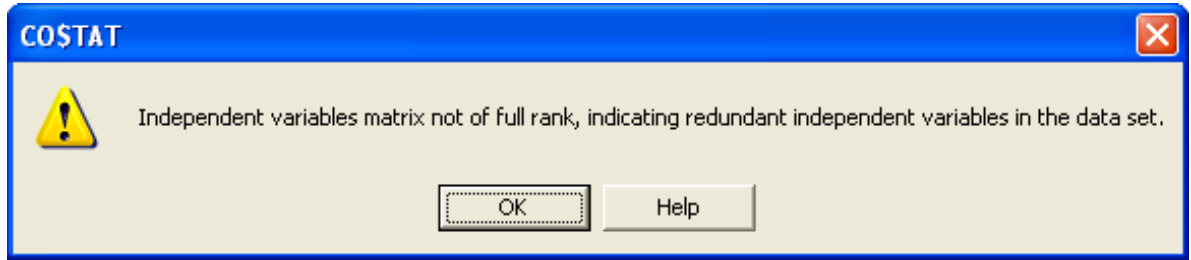 CO$TAT
Independent variables matrix not of full rank, indicating redundant independent variables in the data set.
OK
Help